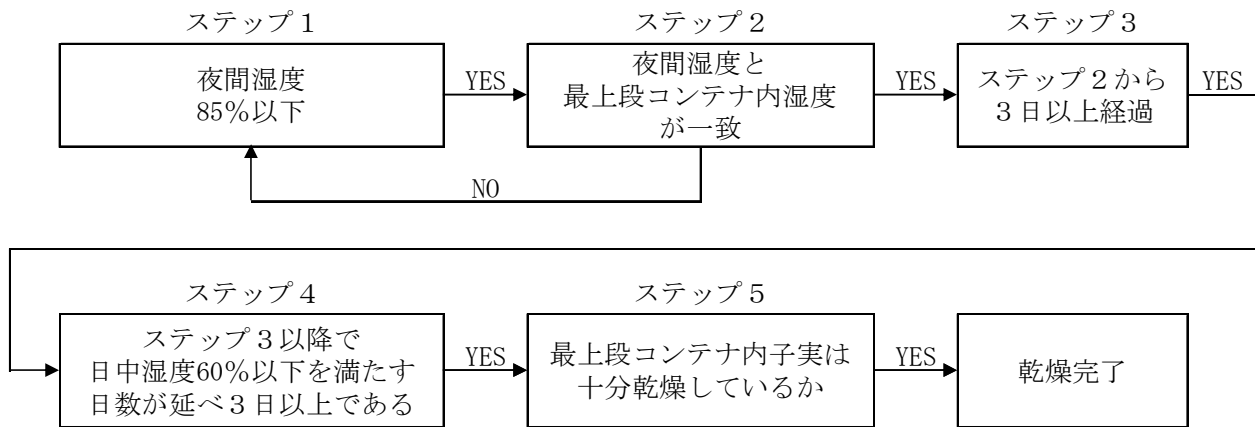 ステップ１
ステップ２
ステップ３
夜間湿度
85％以下
YES
夜間湿度と
最上段コンテナ内湿度
が一致
YES
ステップ２から
３日以上経過
YES
NO
ステップ４
ステップ５
ステップ３以降で
日中湿度60％以下を満たす
日数が延べ３日以上である
YES
最上段コンテナ内子実は
十分乾燥しているか
YES
乾燥完了